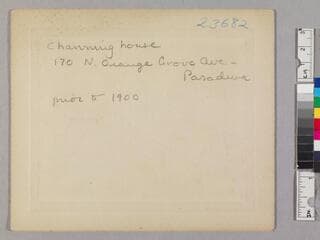 23682
Channing house
170 N. Orange Grove Ave -
Pasadena
prior to 1900